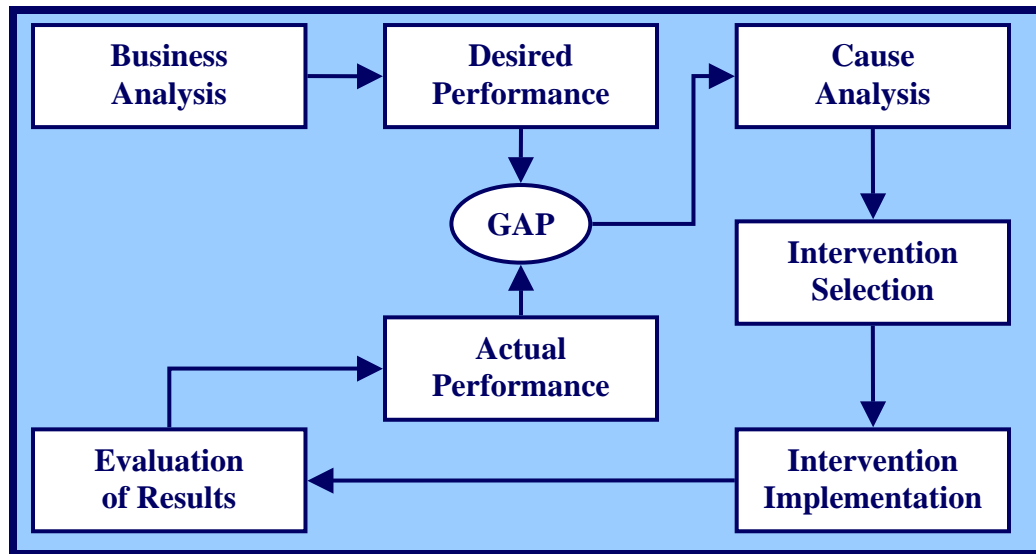 Business
Analysis
Desired
Performance
Cause
Analysis
GAP
Intervention
Selection
Actual
Performance
Evaluation
of Results
Intervention
Implementation